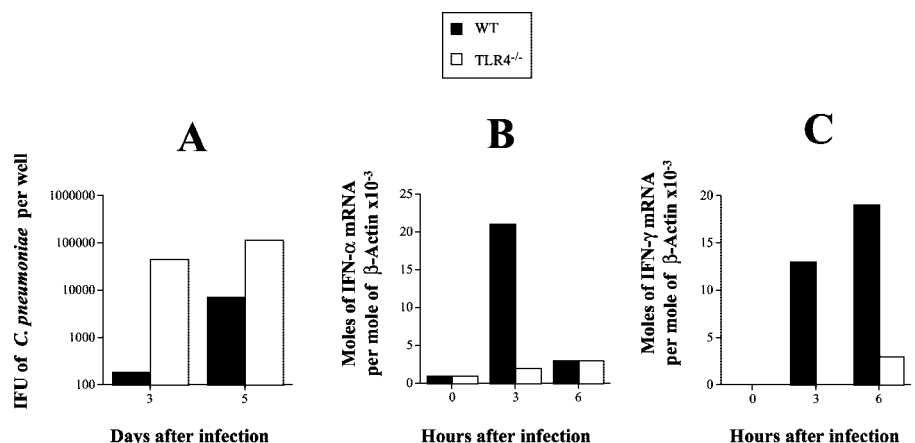 WT
TLR4-/-
A
IFU of C. pneumoniae per well
1000000
100000
10000
1000
100
3
5
Days after infection
B
Moles of IFN-α mRNA
per mole of β-Actin x10-3
25
20
15
10
5
0
0
3
6
Hours after infection
C
Moles of IFN-γ mRNA
per mole of β-Actin x10-3
20
15
10
5
0
0
3
6
Hours after infection